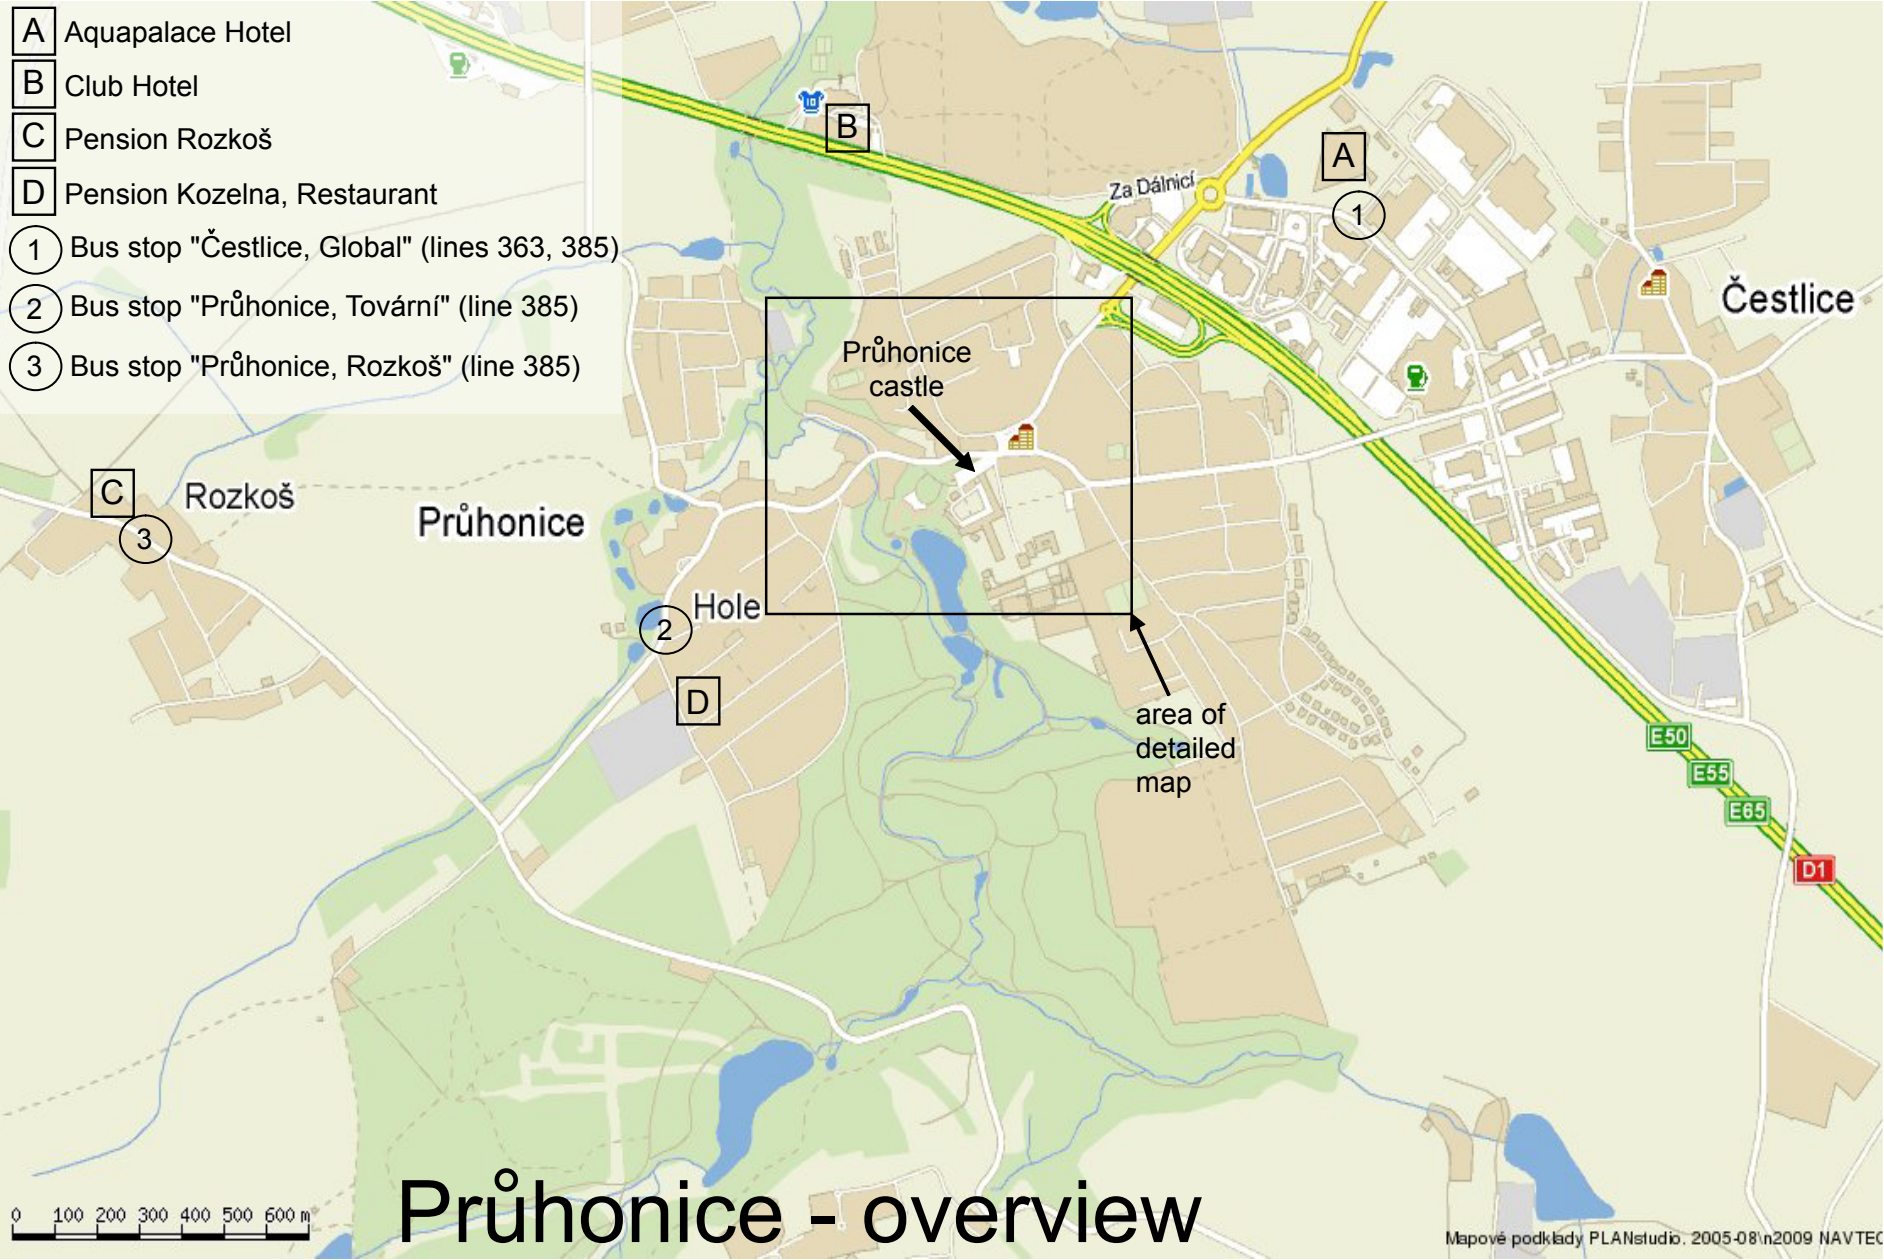 A Aquapalace Hotel
B Club Hotel
C Pension Rozkoš
D Pension Kozelna, Restaurant
1 Bus stop "Čestlice, Global" (lines 363, 385)
2 Bus stop "Průhonice, Tovární" (line 385)
3 Bus stop "Průhonice, Rozkoš" (line 385)
10
B
A
Za Dálnicí
1
Čestlice
Průhonice
castle
C
Rozkoš
3
Průhonice
Hole
2
D
area of
detailed
map
E50
E55
E65
D1
0 100 200 300 400 500 600 m
Průhonice - overview
Mapové podklady PLANstudio, 2005-08\n2009 NAVTEQ